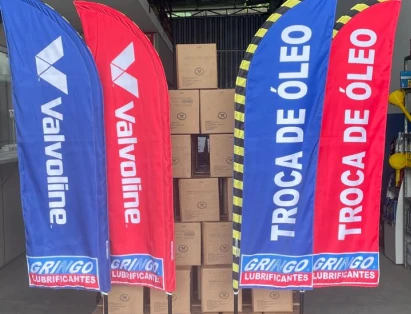 Valvoline
GRINGO
LUBRIFICANTES
Valvoline
GRINGO
LUBRIFICANTES
TROCA DE ÓLEO
GRINGO
LUBRIFICANTES
TROCA DE ÓLEO
GRINGO
LUBRIFICANTES